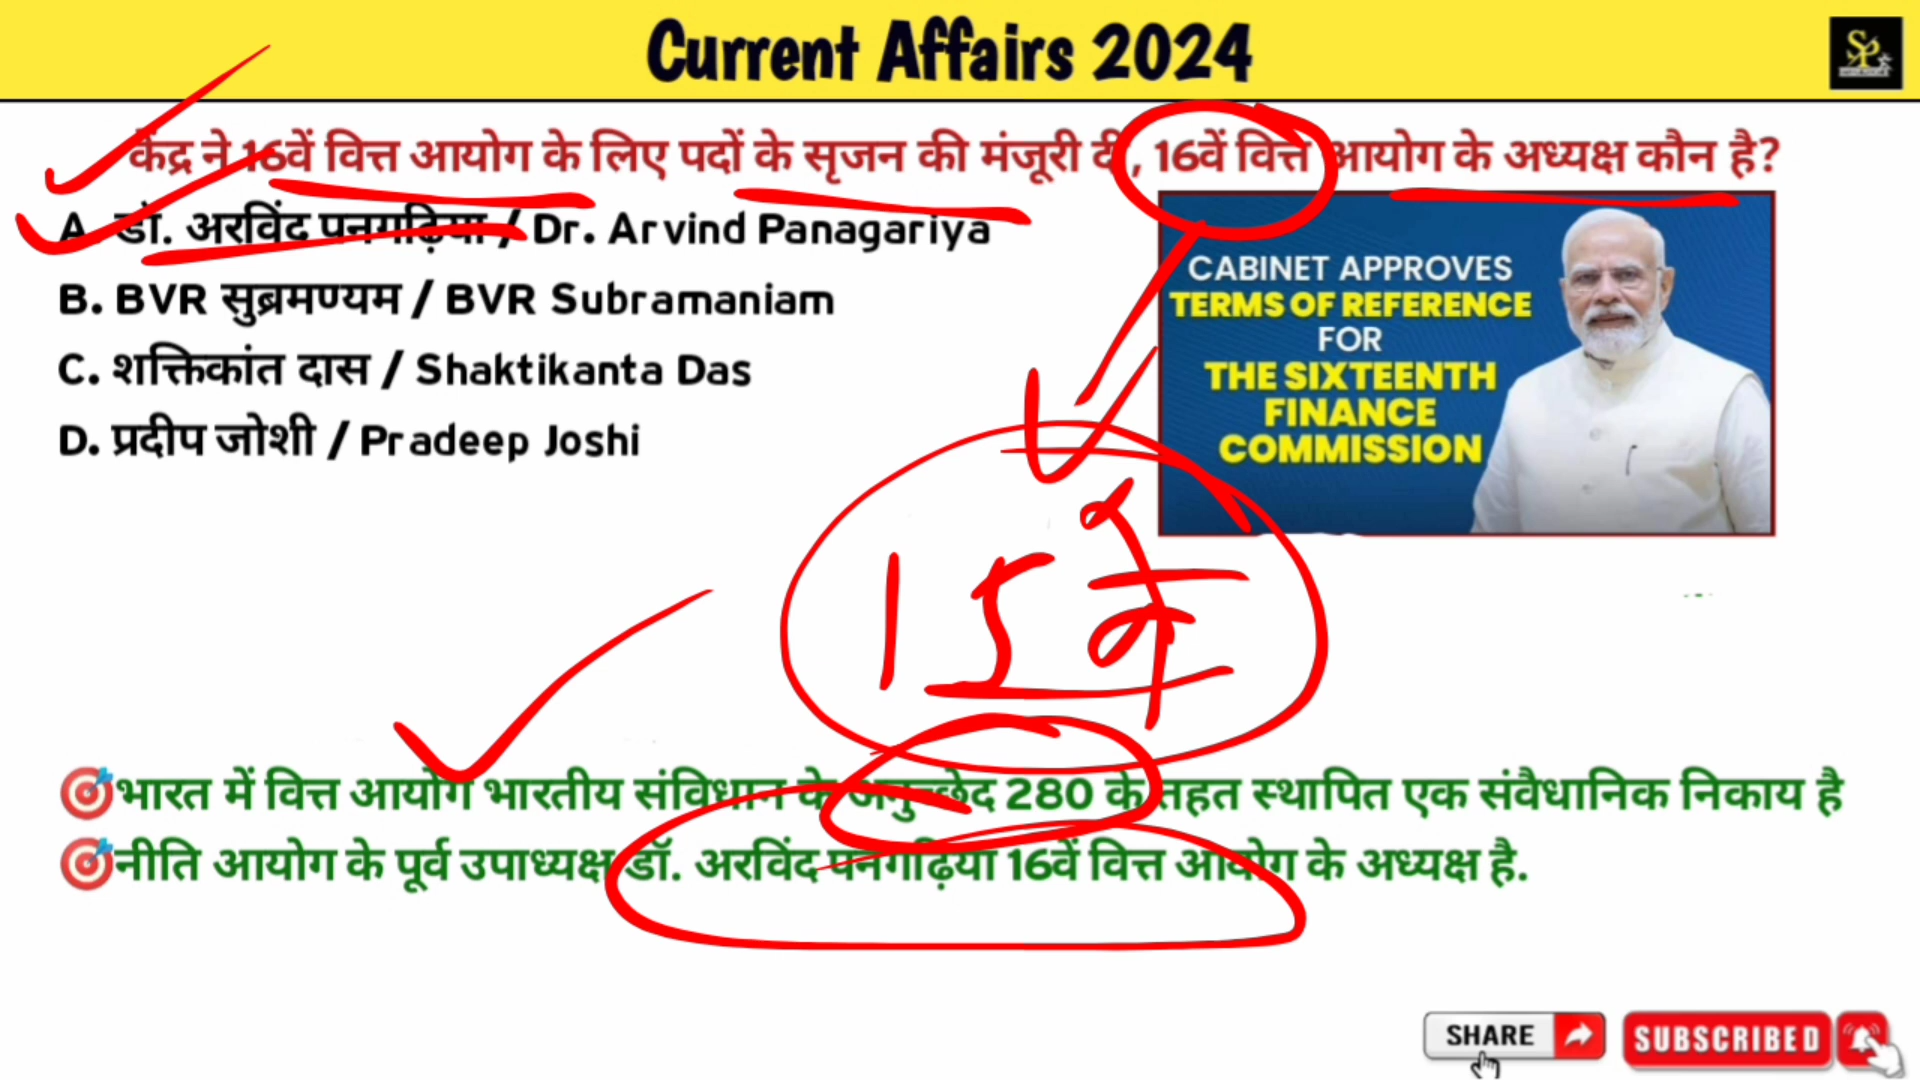 Current Affairs 2024
केंद्र ने 16वें वित्त आयोग के लिए पदों के सृजन की मंजूरी दी, 16वें वित्त आयोग के अध्यक्ष कौन है?
A. डॉ. अरविंद पनगढ़िया / Dr. Arvind Panagariya
B. BVR सुब्रमण्यम / BVR Subramaniam
C. शक्तिकांत दास / Shaktikanta Das
D. प्रदीप जोशी / Pradeep Joshi
CABINET APPROVES
TERMS OF REFERENCE
FOR
THE SIXTEENTH
FINANCE
COMMISSION
15वें
🎯भारत में वित्त आयोग भारतीय संविधान के अनुच्छेद 280 के तहत स्थापित एक संवैधानिक निकाय है
🎯नीति आयोग के पूर्व उपाध्यक्ष डॉ. अरविंद पनगढ़िया 16वें वित्त आयोग के अध्यक्ष है.
SHARE
SUBSCRIBED